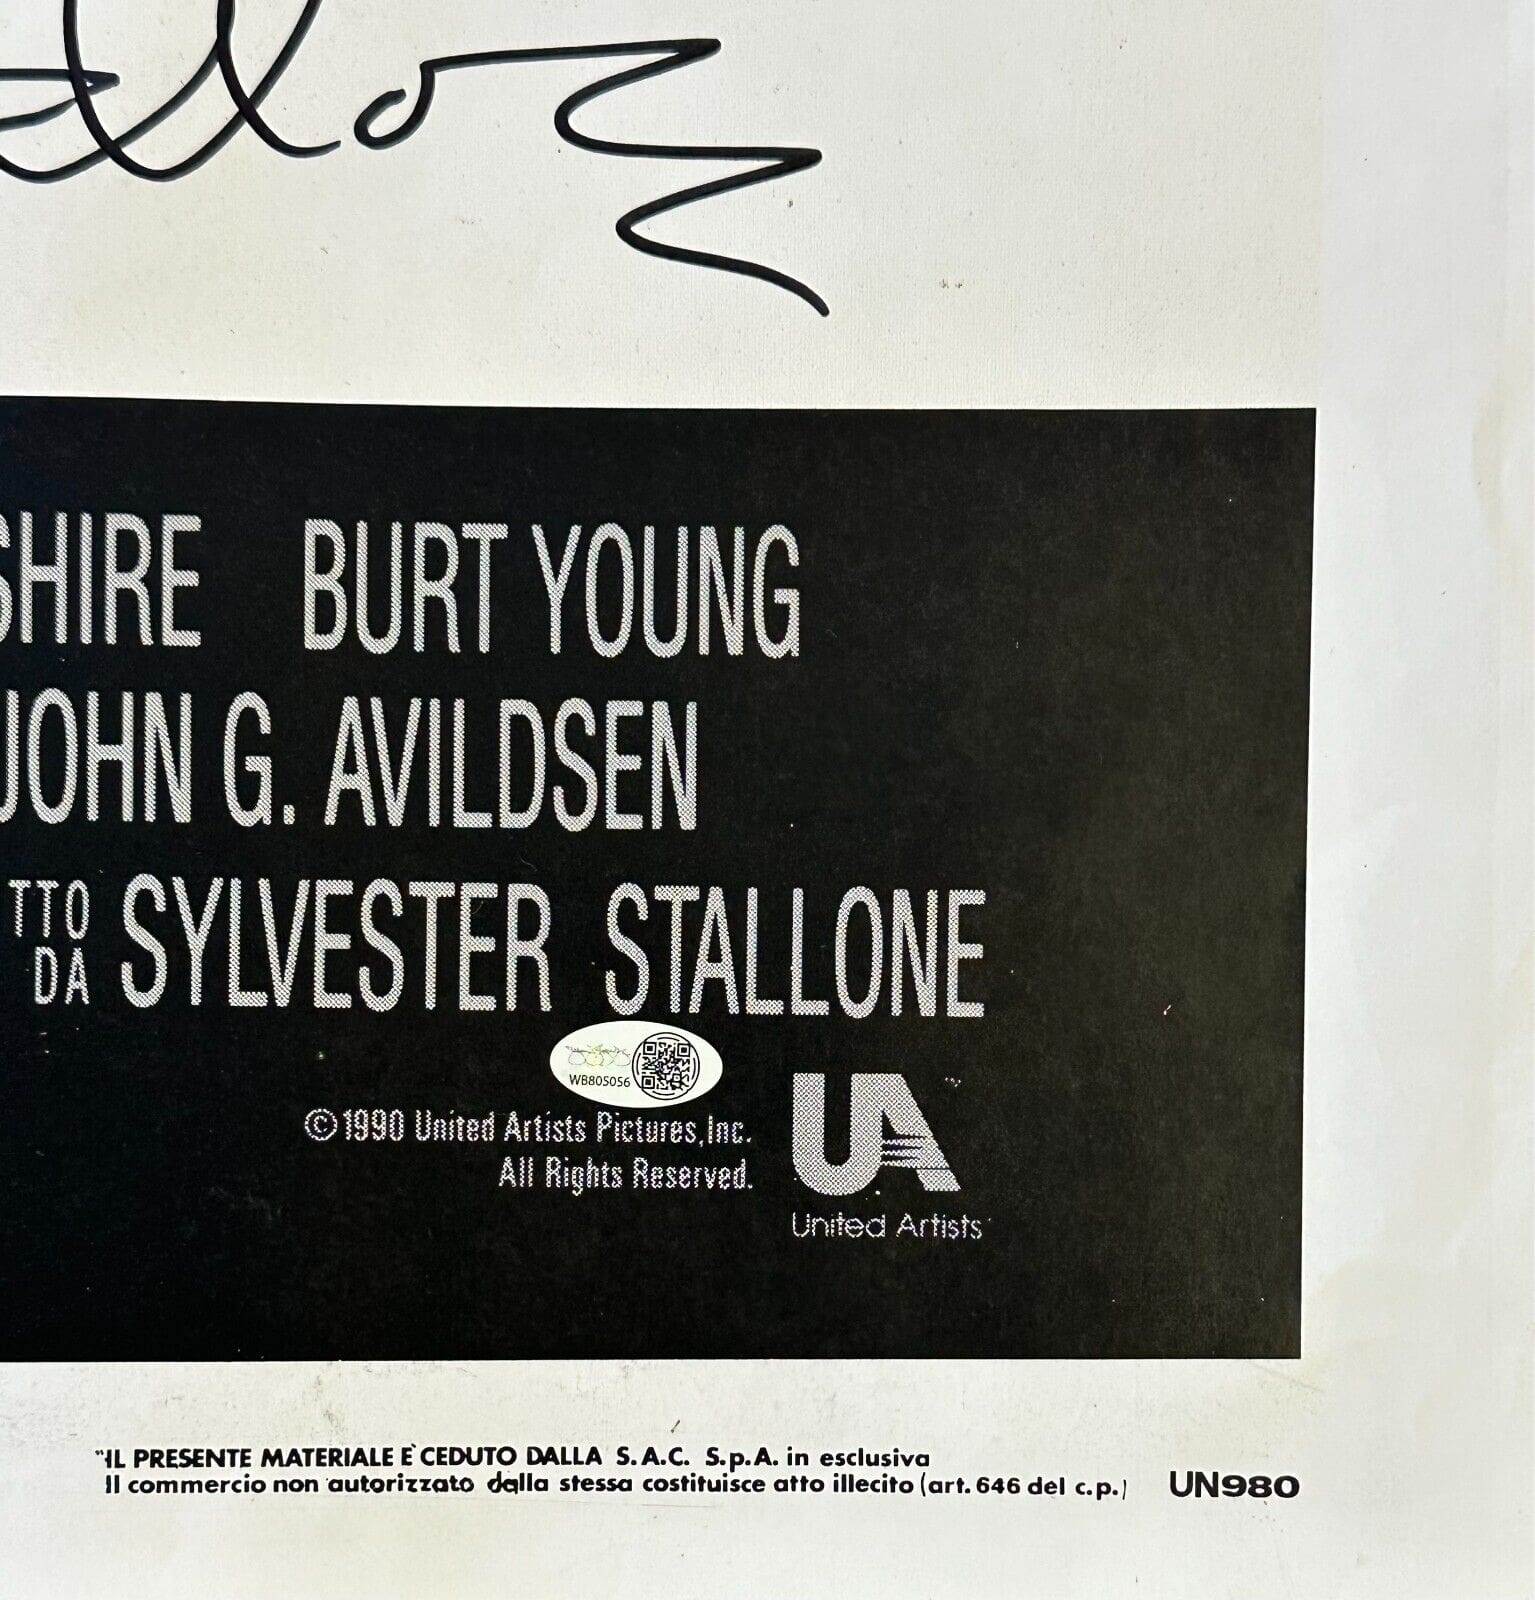 SHIRE BURT YOUNG
JOHN G. AVILDSEN
TTO
DA SYLVESTER STALLONE
WB805056
©1990 United Artists Pictures, Inc.
All Rights Reserved.
UA
United Artists
"IL PRESENTE MATERIALE È CEDUTO DALLA S.A.C. S.p.A. in esclusiva
Il commercio non autorizzato dalla stessa costituisce atto illecito (art. 646 del c.p.) UN980